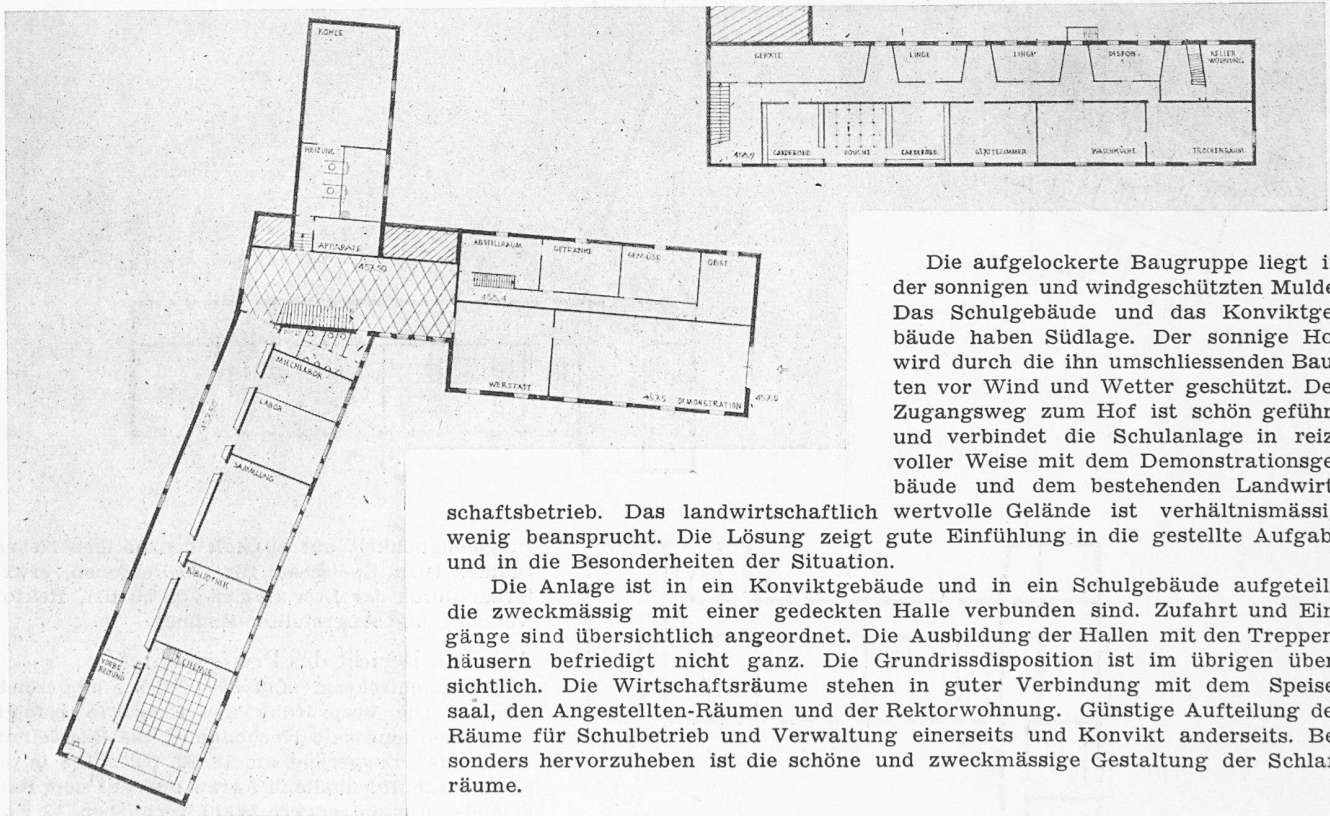 KOHLE
HEIZUNG
APPARATE
457.50
ABSTELLRAUM
GETRÄNKE
GEMÜSE
OBST
WERKSTATT
457.5 DEMONSTRATION
457.5
MILCHLABOR
LABOR
SAMMLUNG
BIBLIOTHEK
CHEMIE
VORBEREITUNG
GERÄTE
LINGE
LINGE
DISPON.
KELLER
WOHNUNG
GARDEROBE
DOUCHE
GARDEROBE
GLÄTTEZIMMER
WASCHKÜCHE
TROCKENRAUM
Die aufgelockerte Baugruppe liegt i
der sonnigen und windgeschützten Mulde
Das Schulgebäude und das Konviktge
bäude haben Südlage. Der sonnige Ho
wird durch die ihn umschliessenden Bau
ten vor Wind und Wetter geschützt. De
Zugangsweg zum Hof ist schön geführ
und verbindet die Schulanlage in reiz
voller Weise mit dem Demonstrationsge
bäude und dem bestehenden Landwirt
schaftsbetrieb. Das landwirtschaftlich wertvolle Gelände ist verhältnismässi
wenig beansprucht. Die Lösung zeigt gute Einfühlung in die gestellte Aufgab
und in die Besonderheiten der Situation.
Die Anlage ist in ein Konviktgebäude und in ein Schulgebäude aufgeteil
die zweckmässig mit einer gedeckten Halle verbunden sind. Zufahrt und Ein
gänge sind übersichtlich angeordnet. Die Ausbildung der Hallen mit den Treppen
häusern befriedigt nicht ganz. Die Grundrissdisposition ist im übrigen über
sichtlich. Die Wirtschaftsräume stehen in guter Verbindung mit dem Speise
saal, den Angestellten-Räumen und der Rektorwohnung. Günstige Aufteilung de
Räume für Schulbetrieb und Verwaltung einerseits und Konvikt anderseits. Be
sonders hervorzuheben ist die schöne und zweckmässige Gestaltung der Schlaf
räume.